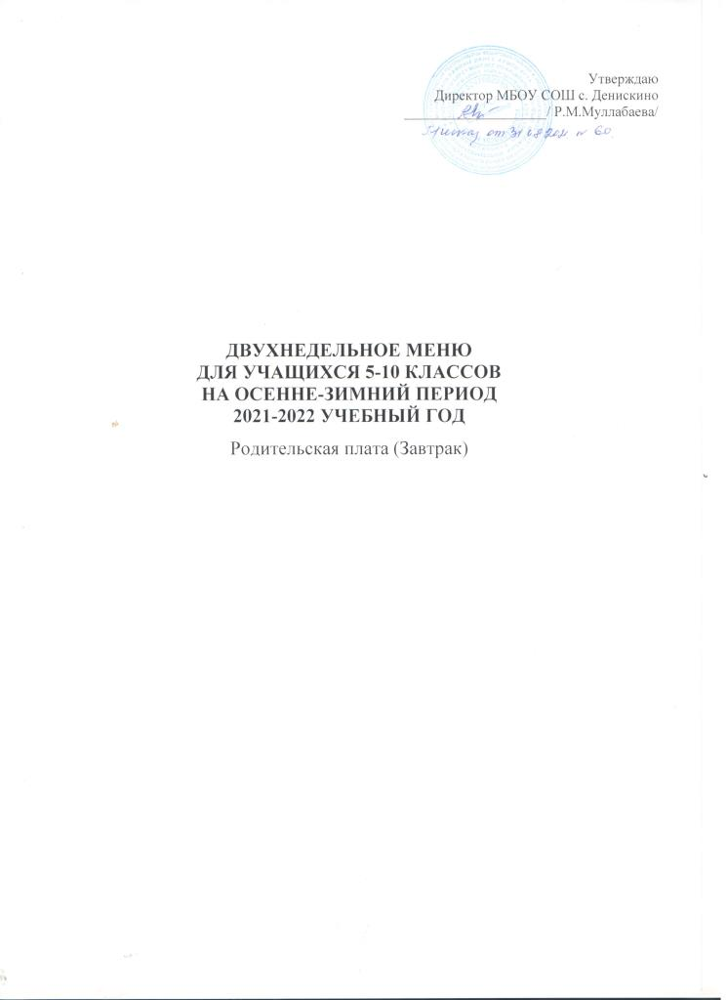 Утверждаю
Директор МБОУ СОШ с. Денискино
____________________/ Р.М.Муллабаева/
Приказ от 31.08.2021 № 60.
ДВУХНЕДЕЛЬНОЕ МЕНЮ
ДЛЯ УЧАЩИХСЯ 5-10 КЛАССОВ
НА ОСЕННЕ-ЗИМНИЙ ПЕРИОД
2021-2022 УЧЕБНЫЙ ГОД
Родительская плата (Завтрак)